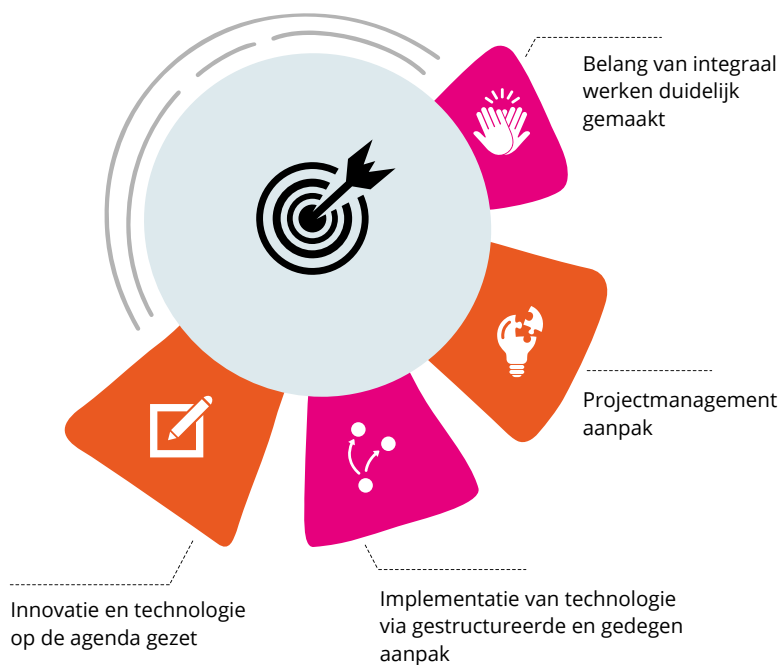 Belang van integraal
werken duidelijk
gemaakt
Projectmanagement
aanpak
Implementatie van technologie
via gestructureerde en gedegen
aanpak
Innovatie en technologie
op de agenda gezet